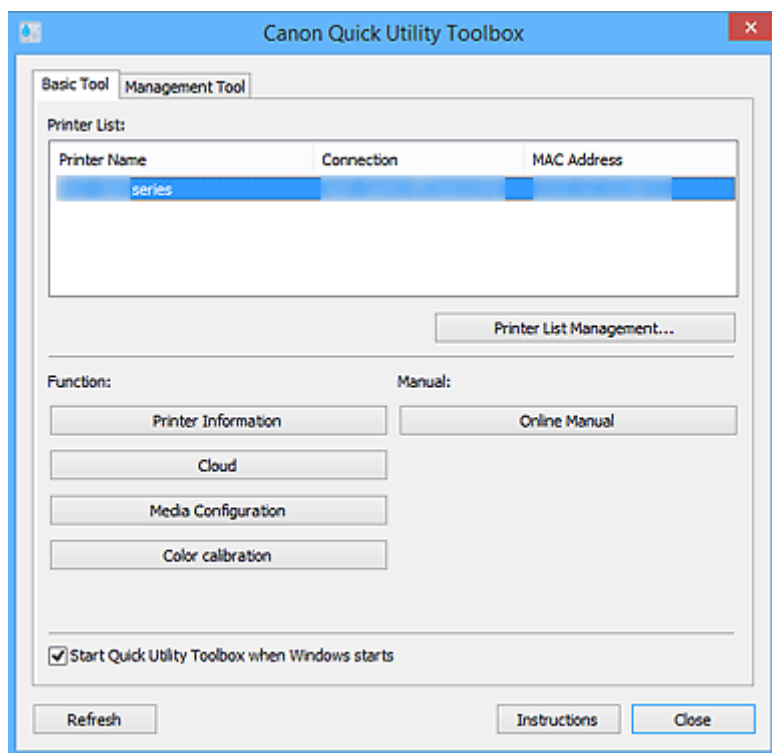 Canon Quick Utility Toolbox
Basic Tool Management Tool
Printer List:
Printer Name Connection MAC Address
series
Printer List Management...
Function: Manual:
Printer Information Online Manual
Cloud
Media Configuration
Color calibration
Start Quick Utility Toolbox when Windows starts
Refresh Instructions Close